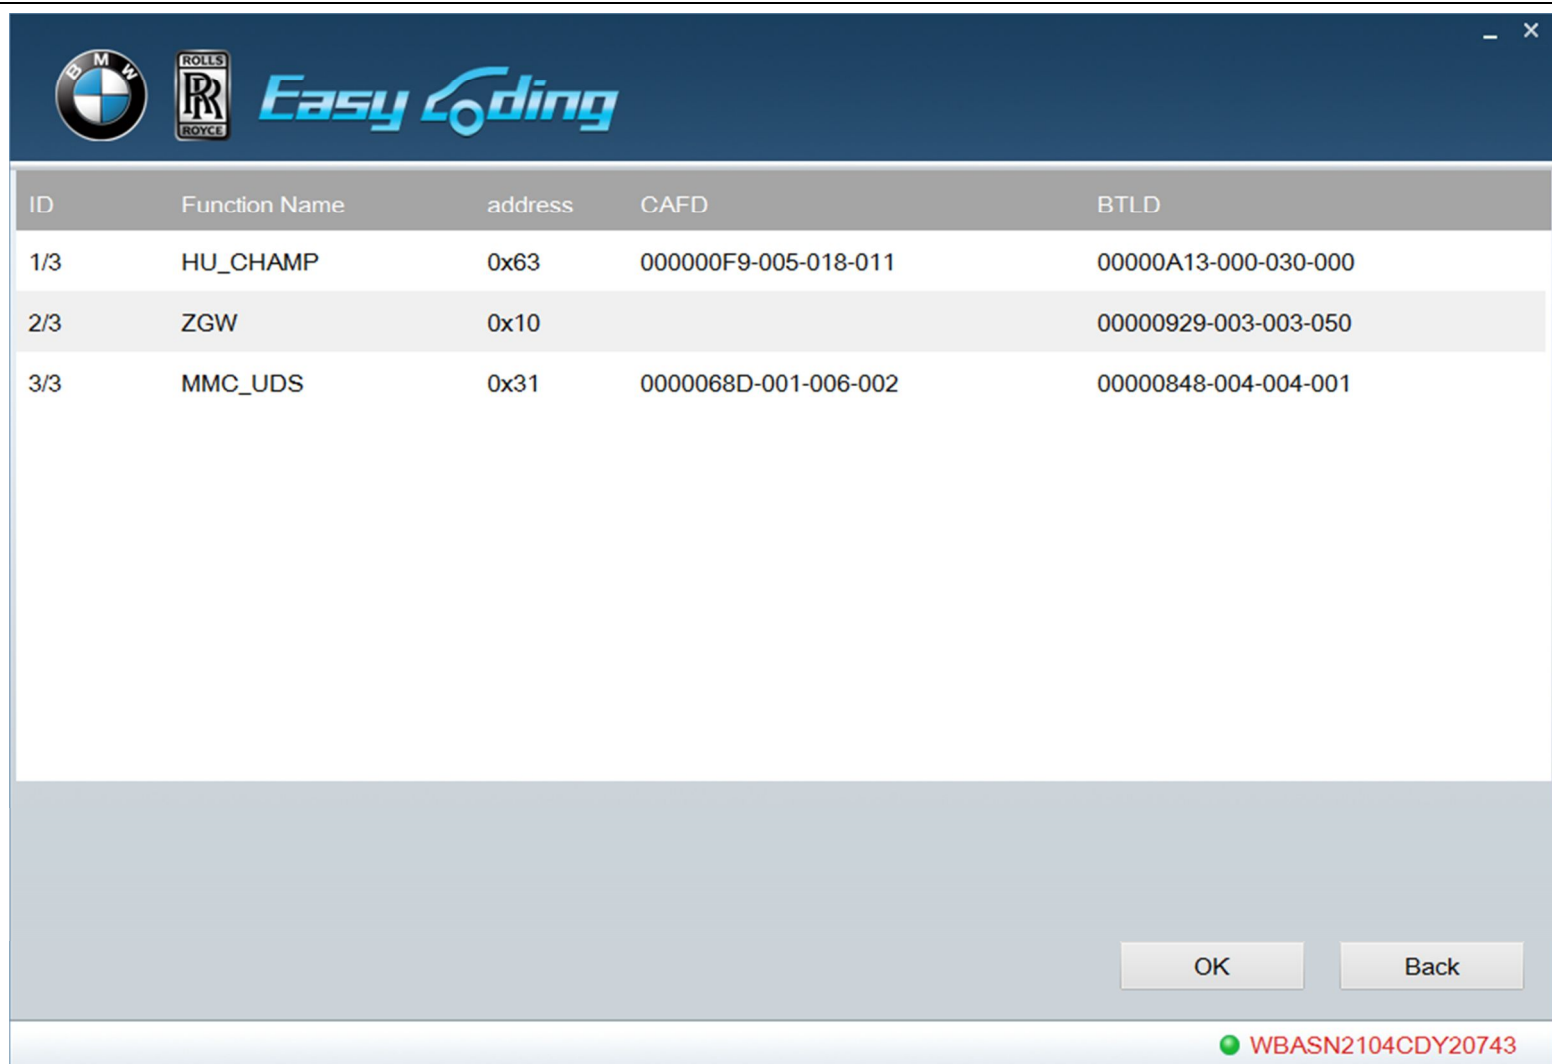 BMW
ROLLS
RR
ROYCE
Easy Coding
ID Function Name address CAFD BTLD
1/3 HU_CHAMP 0x63 000000F9-005-018-011 00000A13-000-030-000
2/3 ZGW 0x10 00000929-003-003-050
3/3 MMC_UDS 0x31 0000068D-001-006-002 00000848-004-004-001
OK Back
WBASN2104CDY20743